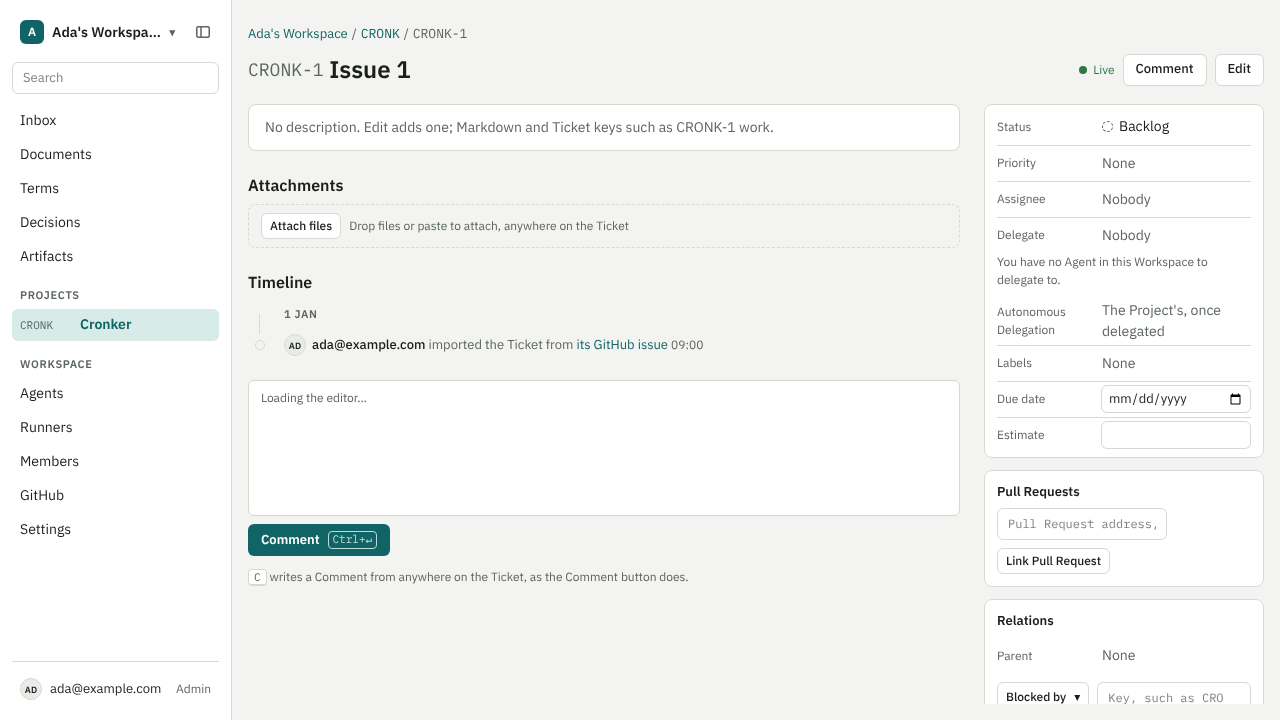 A Ada's Workspa... ▾
Search
Inbox
Documents
Terms
Decisions
Artifacts
PROJECTS
CRONK Cronker
WORKSPACE
Agents
Runners
Members
GitHub
Settings
AD ada@example.com Admin
Ada's Workspace / CRONK / CRONK-1
CRONK-1 Issue 1
Live
Comment
Edit
No description. Edit adds one; Markdown and Ticket keys such as CRONK-1 work.
Attachments
Attach files Drop files or paste to attach, anywhere on the Ticket
Timeline
1 JAN
AD ada@example.com imported the Ticket from its GitHub issue 09:00
Loading the editor...
Comment Ctrl+↵
C writes a Comment from anywhere on the Ticket, as the Comment button does.
Status Backlog
Priority None
Assignee Nobody
Delegate Nobody
You have no Agent in this Workspace to
delegate to.
Autonomous Delegation The Project's, once delegated
Labels None
Due date mm/dd/yyyy
Estimate
Pull Requests
Pull Request address,
Link Pull Request
Relations
Parent None
Blocked by ▾ Key, such as CRO